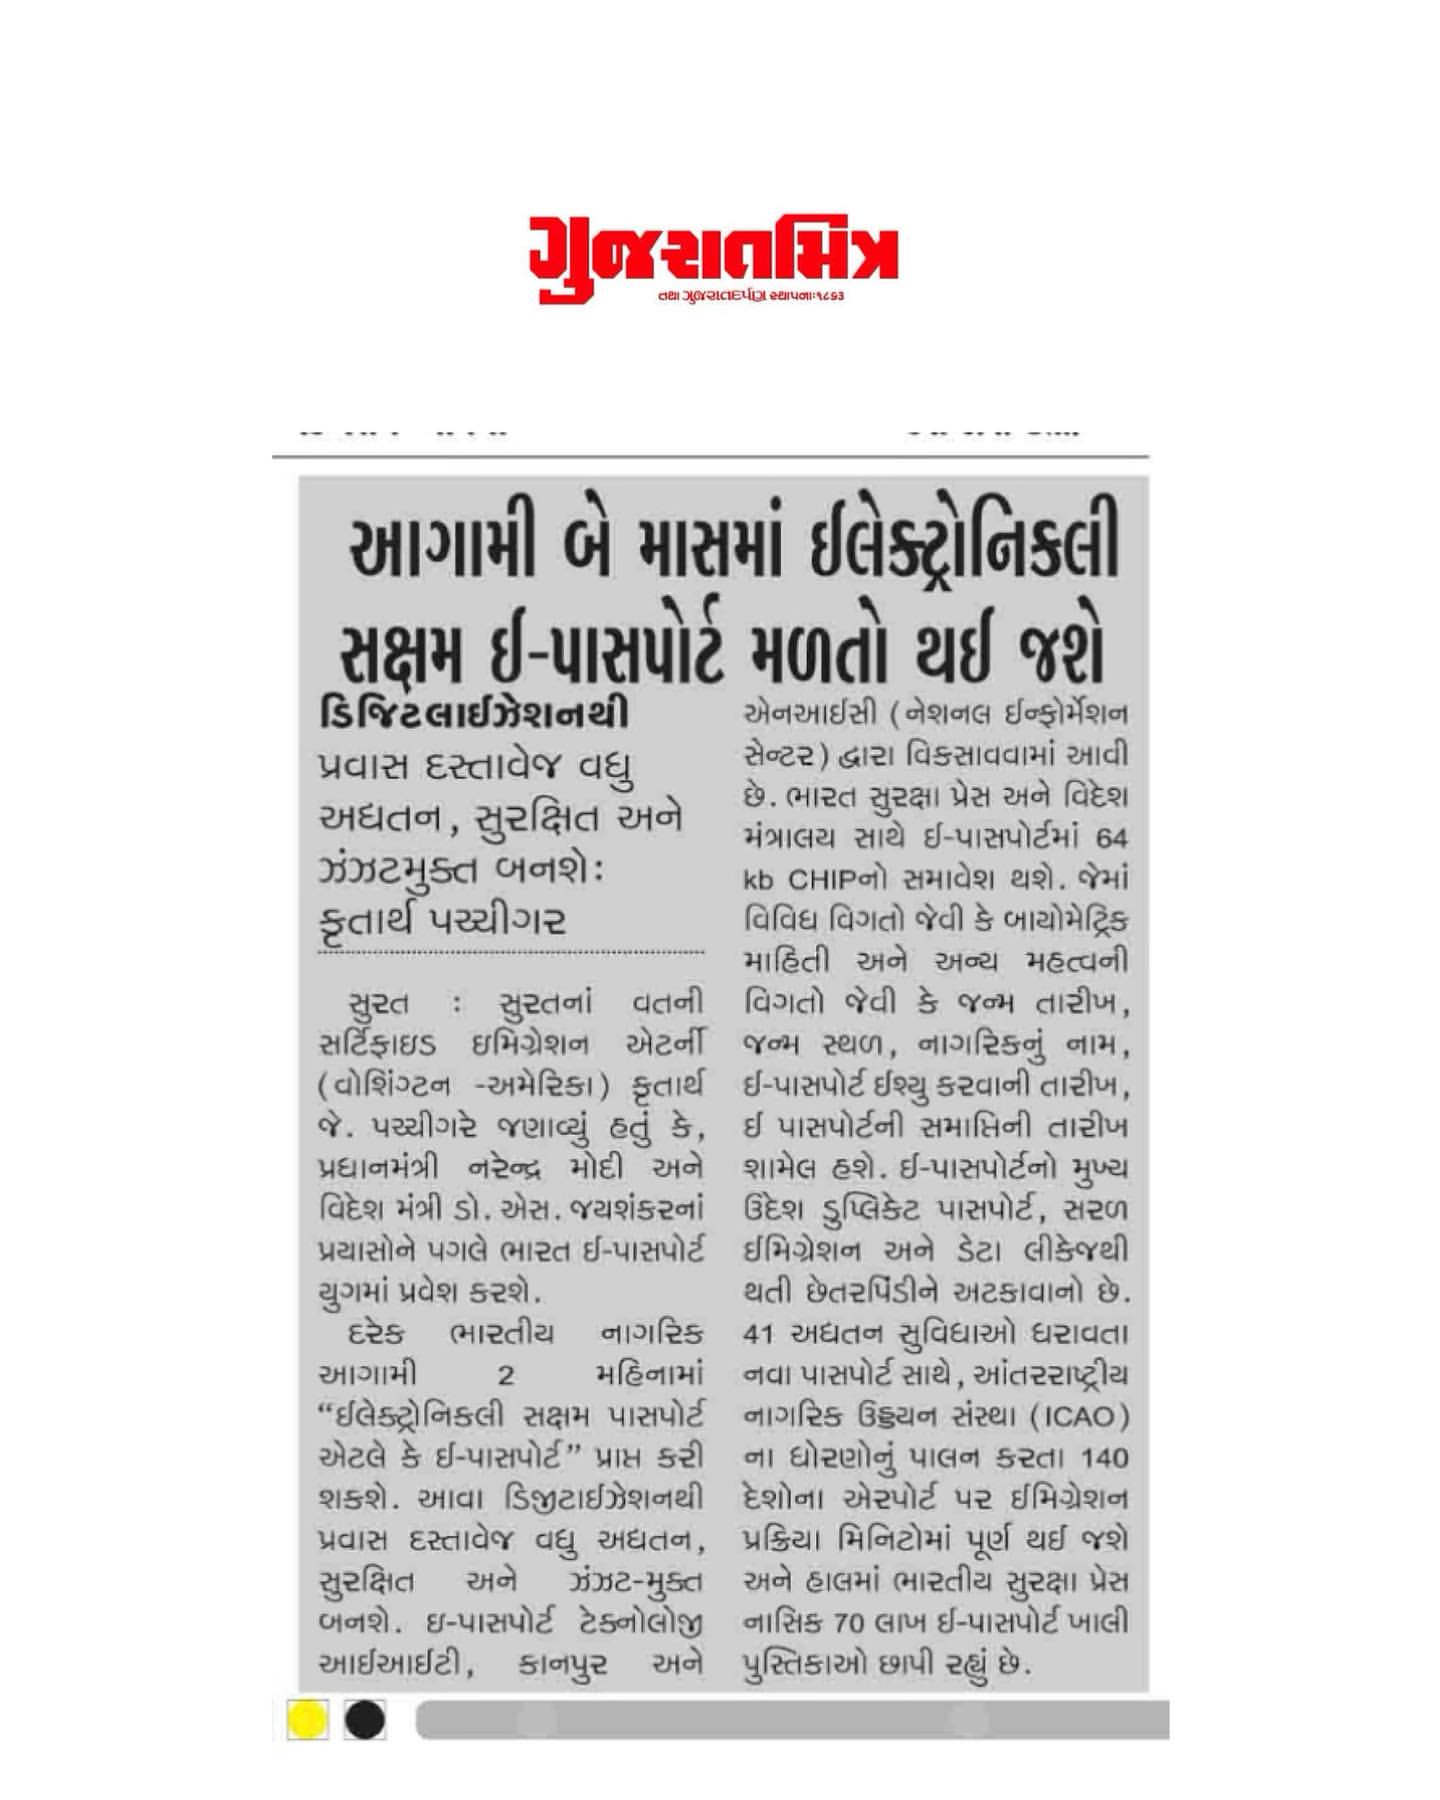 ગુજરાતમિત્ર
તથા ગુજરાતદર્પણ સ્થાપનાઃ૧૮૬૩
આગામી બે માસમાં ઈલેક્ટ્રોનિકલી
સક્ષમ ઈ-પાસપોર્ટ મળતો થઈ જશે
ડિજિટલાઈઝેશનથી
પ્રવાસ દસ્તાવેજ વધુ
અદ્યતન, સુરક્ષિત અને
ઝંઝટમુક્ત બનશે:
કૃતાર્થ પચ્ચીગર
સુરત : સુરતનાં વતની
સર્ટિફાઇડ ઇમિગ્રેશન એટર્ની
(વોશિંગ્ટન -અમેરિકા) કૃતાર્થ
જે. પચ્ચીગરે જણાવ્યું હતું કે,
પ્રધાનમંત્રી નરેન્દ્ર મોદી અને
વિદેશ મંત્રી ડો. એસ. જયશંકરનાં
પ્રયાસોને પગલે ભારત ઈ-પાસપોર્ટ
યુગમાં પ્રવેશ કરશે.
દરેક ભારતીય નાગરિક
આગામી 2 મહિનામાં
“ઈલેક્ટ્રોનિકલી સક્ષમ પાસપોર્ટ
એટલે કે ઈ-પાસપોર્ટ” પ્રાપ્ત કરી
શકશે. આવા ડિજીટાઈઝેશનથી
પ્રવાસ દસ્તાવેજ વધુ અદ્યતન,
સુરક્ષિત અને ઝંઝટ-મુક્ત
બનશે. ઇ-પાસપોર્ટ ટેક્નોલોજી
આઈઆઈટી, કાનપુર અને
એનઆઈસી (નેશનલ ઈન્ફોર્મેશન
સેન્ટર) દ્વારા વિકસાવવામાં આવી
છે. ભારત સુરક્ષા પ્રેસ અને વિદેશ
મંત્રાલય સાથે ઈ-પાસપોર્ટમાં 64
kb CHIPનો સમાવેશ થશે. જેમાં
વિવિધ વિગતો જેવી કે બાયોમેટ્રિક
માહિતી અને અન્ય મહત્વની
વિગતો જેવી કે જન્મ તારીખ,
જન્મ સ્થળ, નાગરિકનું નામ,
ઈ-પાસપોર્ટ ઈશ્યુ કરવાની તારીખ,
ઈ પાસપોર્ટની સમાપ્તિની તારીખ
શામેલ હશે. ઈ-પાસપોર્ટનો મુખ્ય
ઉદેશ ડુપ્લિકેટ પાસપોર્ટ, સરળ
ઈમિગ્રેશન અને ડેટા લીકેજથી
થતી છેતરપિંડીને અટકાવાનો છે.
41 અદ્યતન સુવિધાઓ ધરાવતા
નવા પાસપોર્ટ સાથે, આંતરરાષ્ટ્રીય
નાગરિક ઉડ્ડયન સંસ્થા (ICAO)
ના ધોરણોનું પાલન કરતા 140
દેશોના એરપોર્ટ પર ઈમિગ્રેશન
પ્રક્રિયા મિનિટોમાં પૂર્ણ થઈ જશે
અને હાલમાં ભારતીય સુરક્ષા પ્રેસ
નાસિક 70 લાખ ઈ-પાસપોર્ટ ખાલી
પુસ્તિકાઓ છાપી રહ્યું છે.